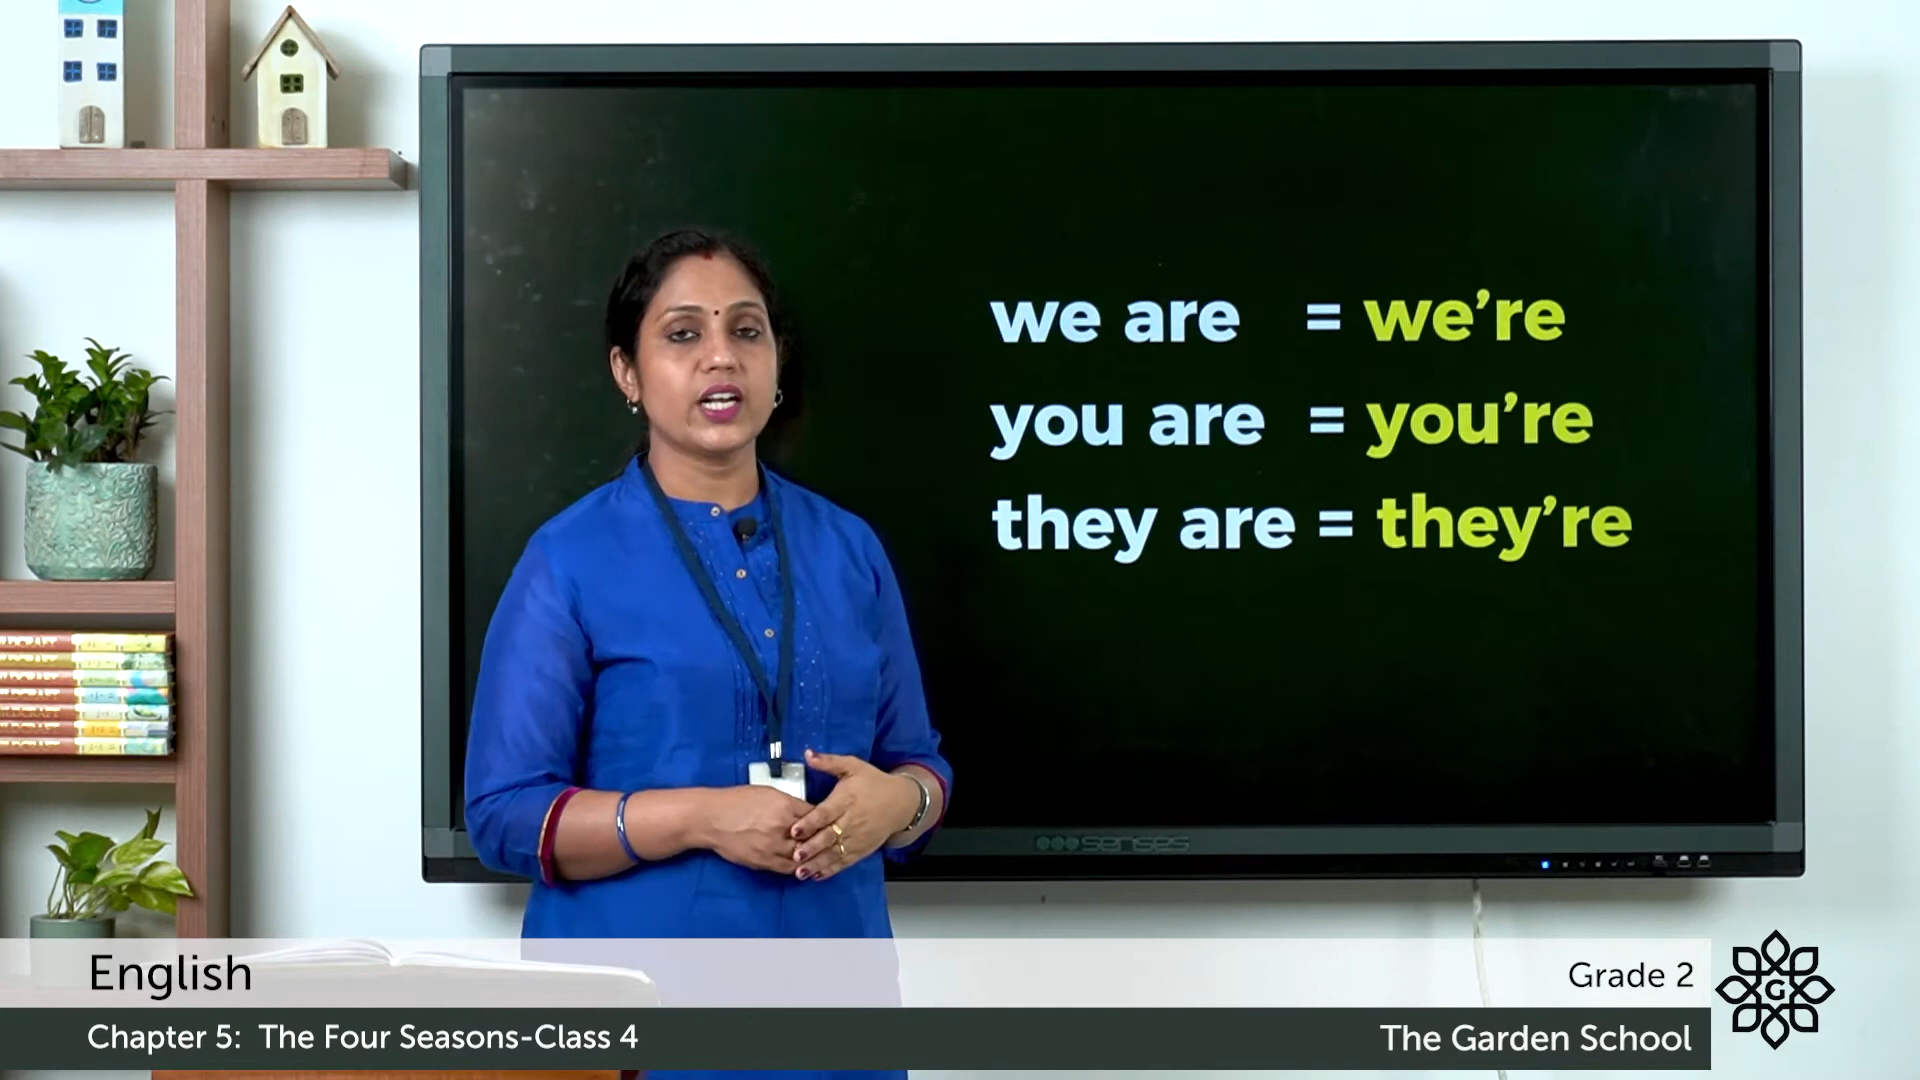 we are = we're
you are = you're
they are = they're
senses
English
Grade 2
Chapter 5: The Four Seasons-Class 4
The Garden School
G